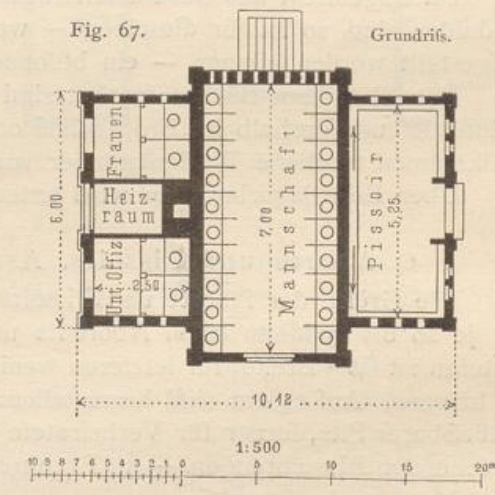 Fig. 67.
Grundriſs.
Frauen
Heiz-
raum
Unt. Offiz
2,50
6,00
7,00
Mannschaft
Pissoir
5,25
10,42
1:500
10 9 8 7 6 5 4 3 2 1 0 5 10 15 20m